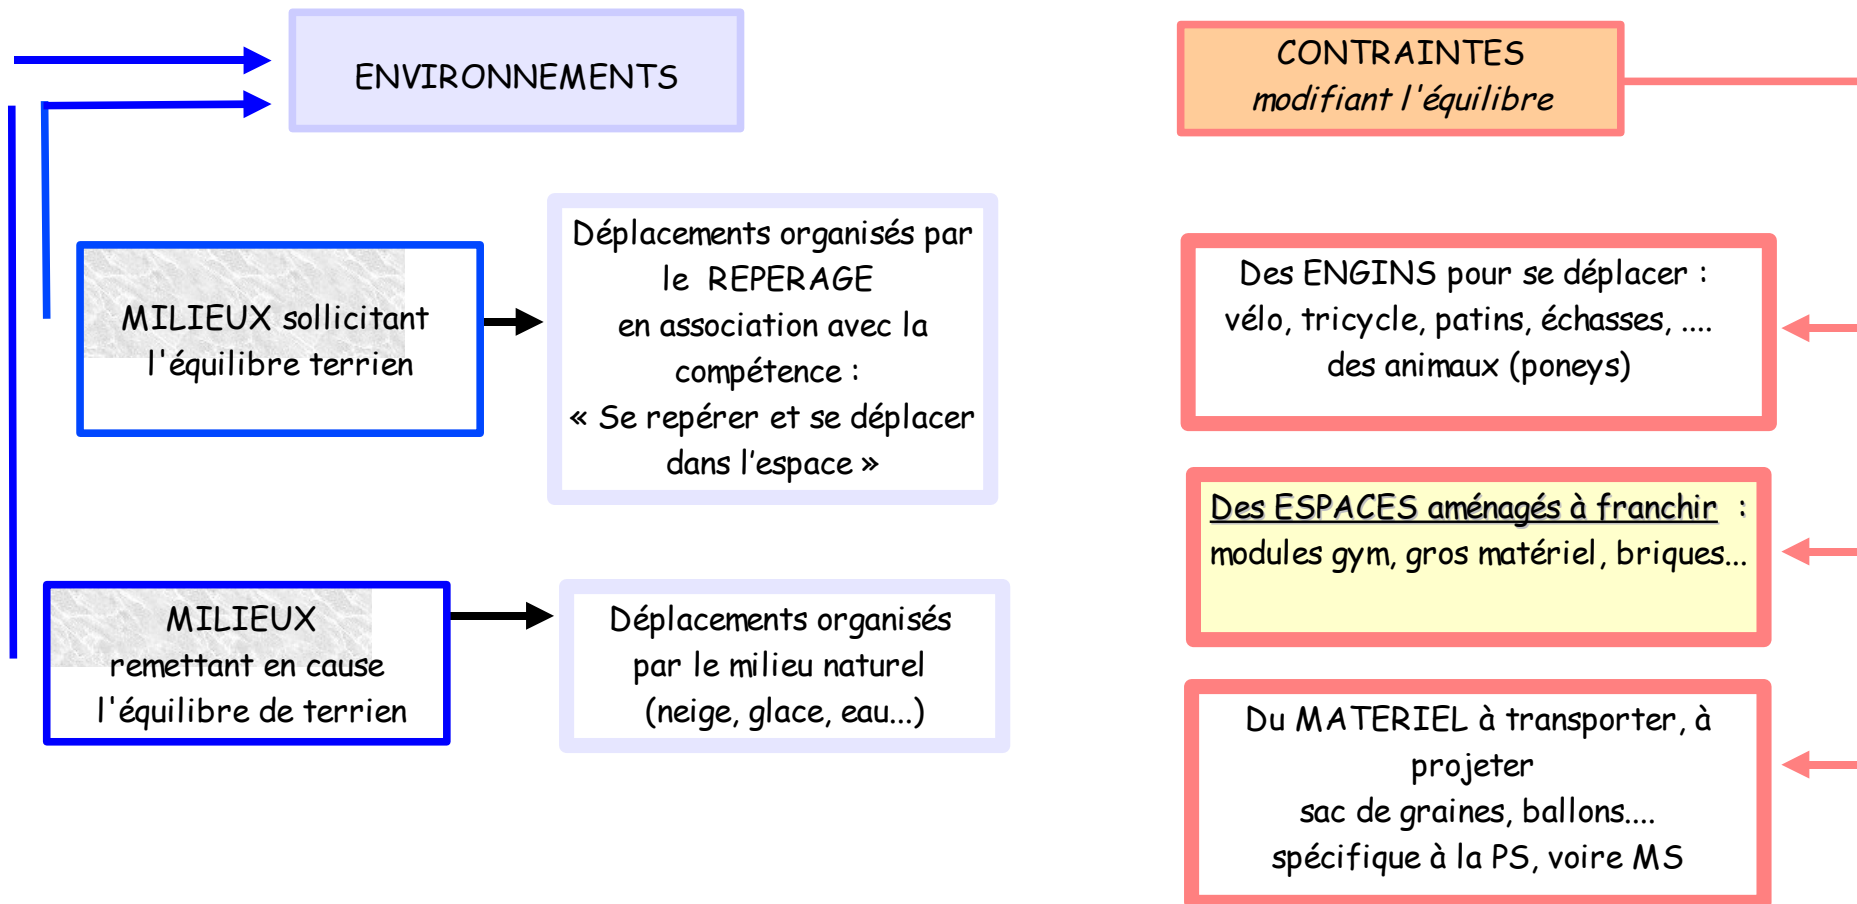 ENVIRONNEMENTS
CONTRAINTES
modifiant l'équilibre
MILIEUX sollicitant
l'équilibre terrien
Déplacements organisés par
le REPERAGE
en association avec la
compétence :
« Se repérer et se déplacer
dans l’espace »
MILIEUX
remettant en cause
l'équilibre de terrien
Déplacements organisés
par le milieu naturel
(neige, glace, eau...)
Des ENGINS pour se déplacer :
vélo, tricycle, patins, échasses, ....
des animaux (poneys)
Des ESPACES aménagés à franchir :
modules gym, gros matériel, briques...
Du MATERIEL à transporter, à
projeter
sac de graines, ballons....
spécifique à la PS, voire MS